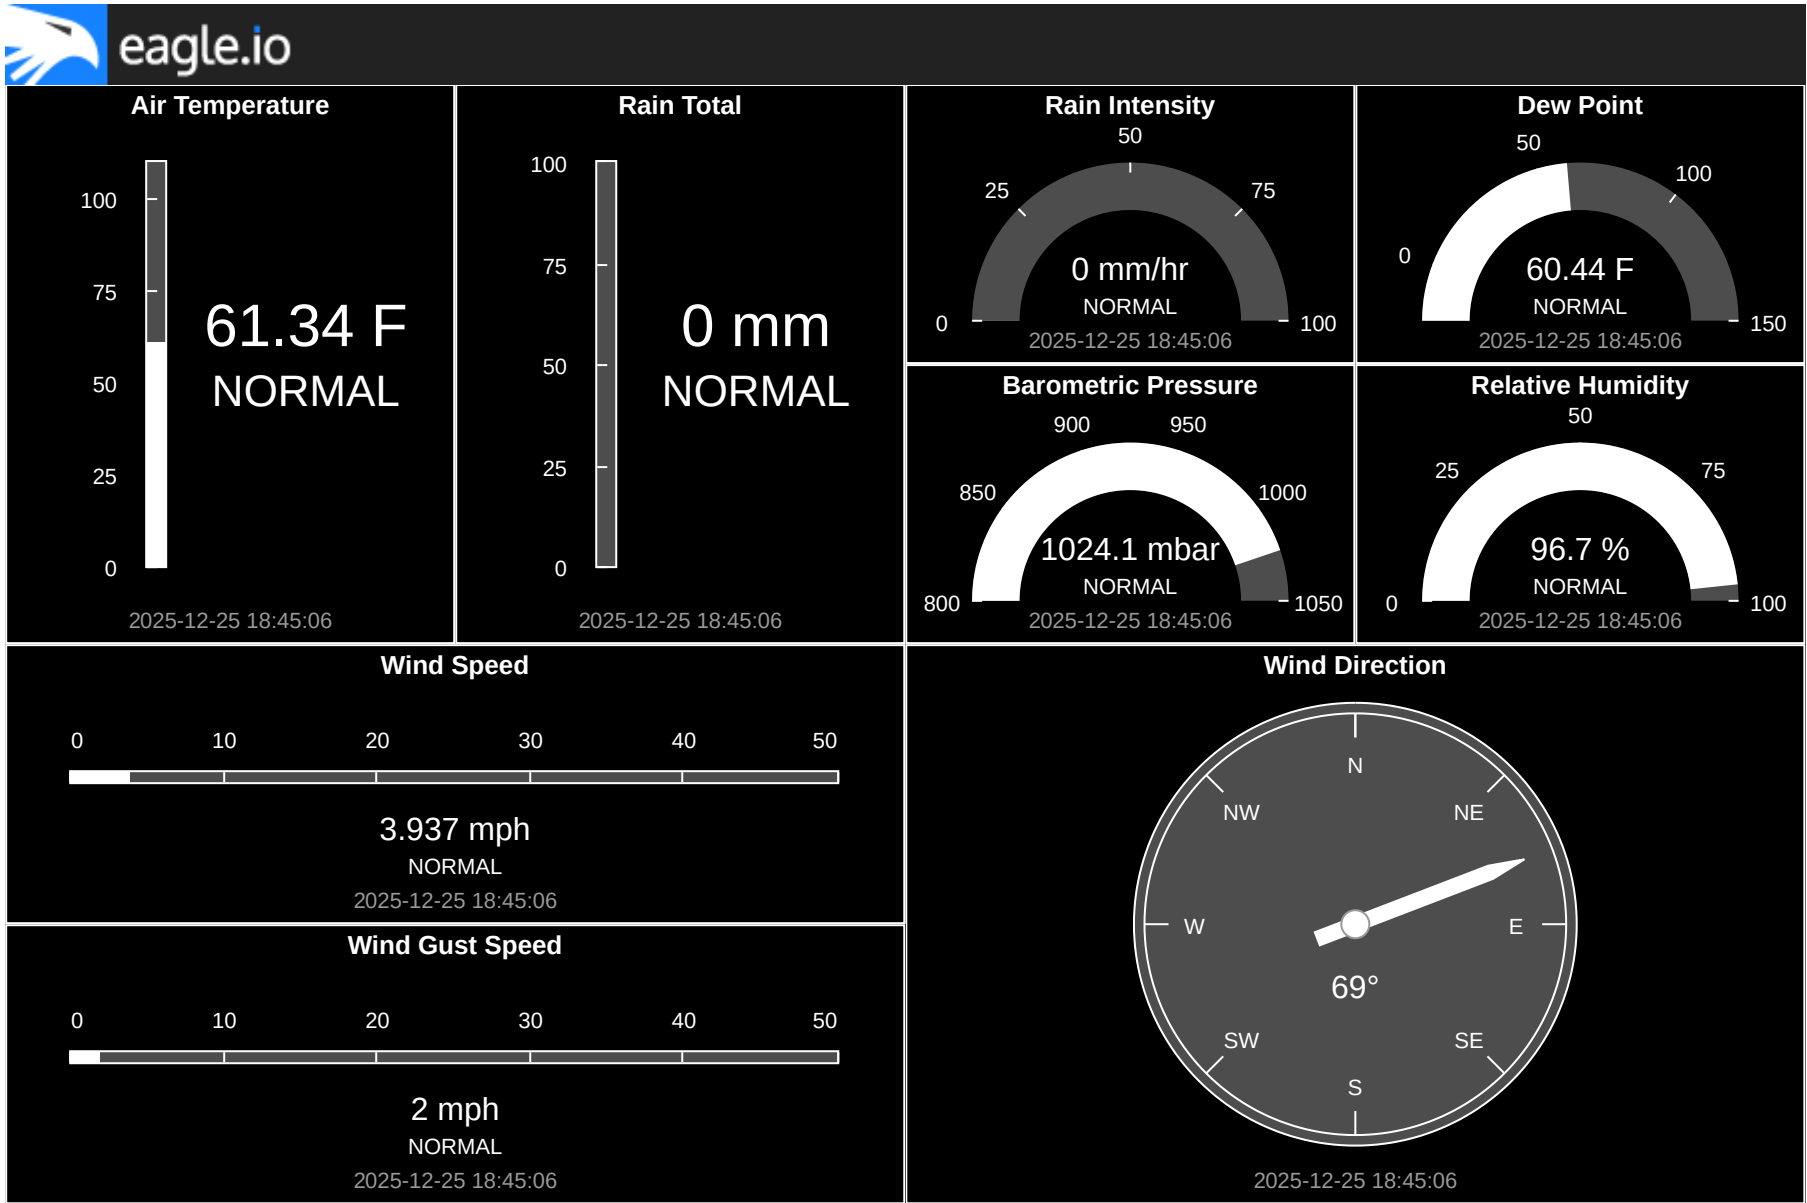 eagle.io
Air Temperature
100
75
50
25
0
61.34 F
NORMAL
2025-12-25 18:45:06
Rain Total
100
75
50
25
0
0 mm
NORMAL
2025-12-25 18:45:06
Rain Intensity
50
25
75
0
100
0 mm/hr
NORMAL
2025-12-25 18:45:06
Dew Point
50
100
0
150
60.44 F
NORMAL
2025-12-25 18:45:06
Barometric Pressure
900
950
850
1000
800
1050
1024.1 mbar
NORMAL
2025-12-25 18:45:06
Relative Humidity
50
25
75
0
100
96.7 %
NORMAL
2025-12-25 18:45:06
Wind Speed
0 10 20 30 40 50
3.937 mph
NORMAL
2025-12-25 18:45:06
Wind Gust Speed
0 10 20 30 40 50
2 mph
NORMAL
2025-12-25 18:45:06
Wind Direction
N
NW
NE
W
E
69°
SW
SE
S
2025-12-25 18:45:06